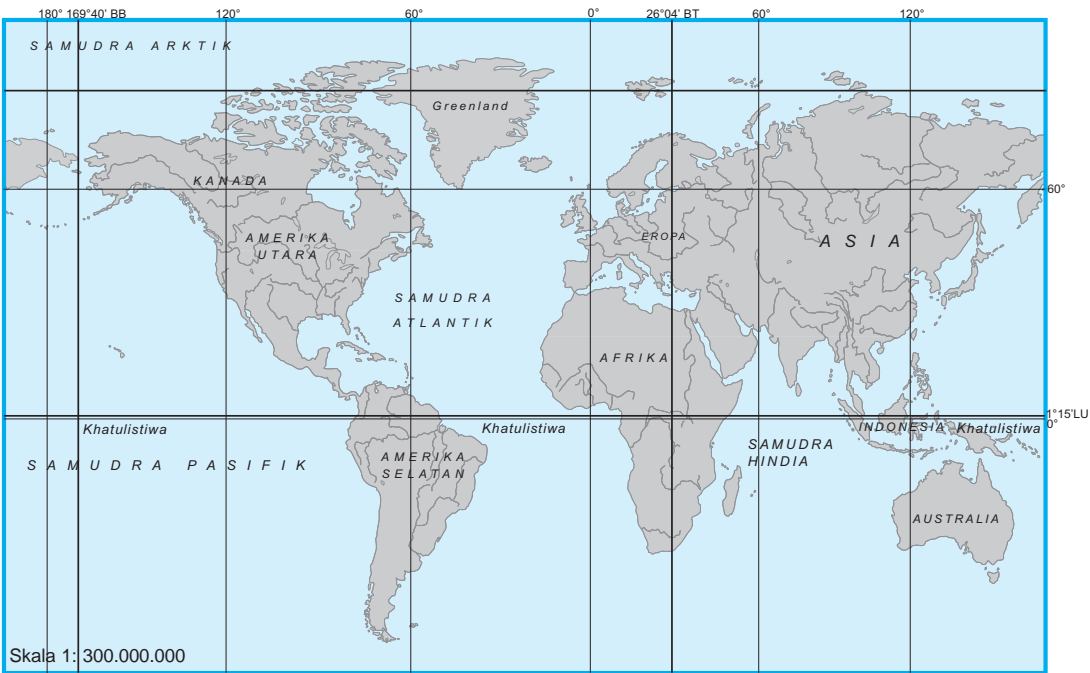 180° 169°40' BB 120° 60° 0° 26°04' BT 60° 120°
SAMUDRA ARKTIK
Greenland
KANADA
60°
AMERIKA
UTARA
EROPA
ASIA
SAMUDRA
ATLANTIK
AFRIKA
1°15'LU
0°
Khatulistiwa
Khatulistiwa
INDONESIA
Khatulistiwa
SAMUDRA
HINDIA
SAMUDRA PASIFIK
AMERIKA
SELATAN
AUSTRALIA
Skala 1: 300.000.000